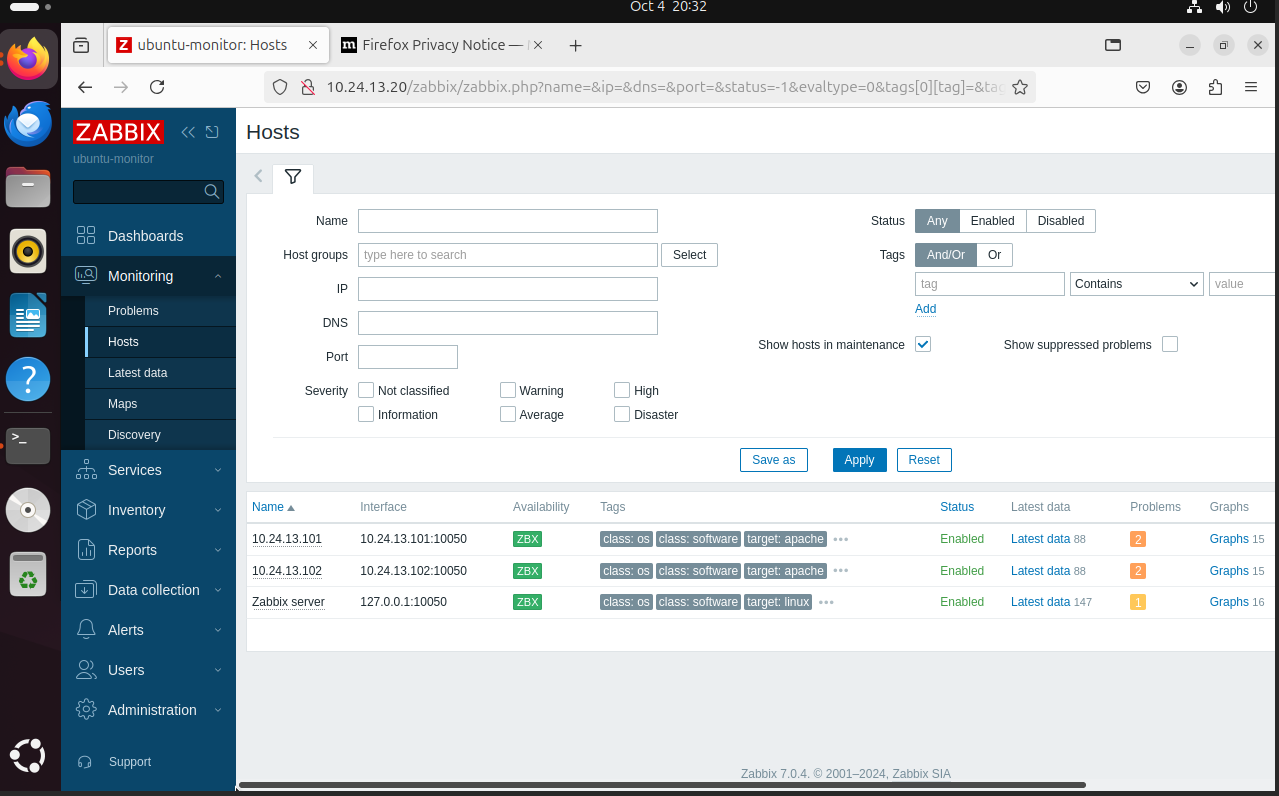 Oct 4 20:32
ubuntu-monitor: Hosts
Firefox Privacy Notice —
10.24.13.20/zabbix/zabbix.php?name=&ip=&dns=&port=&status=-1&evaltype=0&tags[0][tag]=&ta
ZABBIX
ubuntu-monitor
Dashboards
Monitoring
Problems
Hosts
Latest data
Maps
Discovery
Services
Inventory
Reports
Data collection
Alerts
Users
Administration
Support
Hosts
Name
Host groups type here to search Select
IP
DNS
Port
Severity Not classified Warning High
Information Average Disaster
Status Any Enabled Disabled
Tags And/Or Or
tag Contains value
Add
Show hosts in maintenance Show suppressed problems
Save as Apply Reset
Name Interface Availability Tags Status Latest data Problems Graphs
10.24.13.101 10.24.13.101:10050 ZBX class: os class: software target: apache ••• Enabled Latest data 88 2 Graphs 15
10.24.13.102 10.24.13.102:10050 ZBX class: os class: software target: apache ••• Enabled Latest data 88 2 Graphs 15
Zabbix server 127.0.0.1:10050 ZBX class: os class: software target: linux ••• Enabled Latest data 147 1 Graphs 16
Zabbix 7.0.4. © 2001–2024, Zabbix SIA